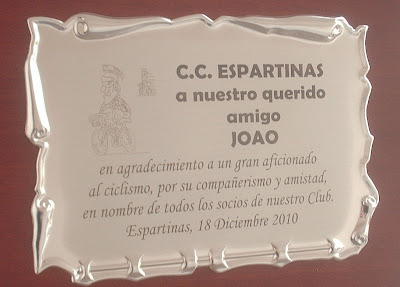 C.C. ESPARTINAS
a nuestro querido
amigo
JOAO
en agradecimiento a un gran aficionado
al ciclismo, por su compañerismo y amistad,
en nombre de todos los socios de nuestro Club.
Espartinas, 18 Diciembre 2010